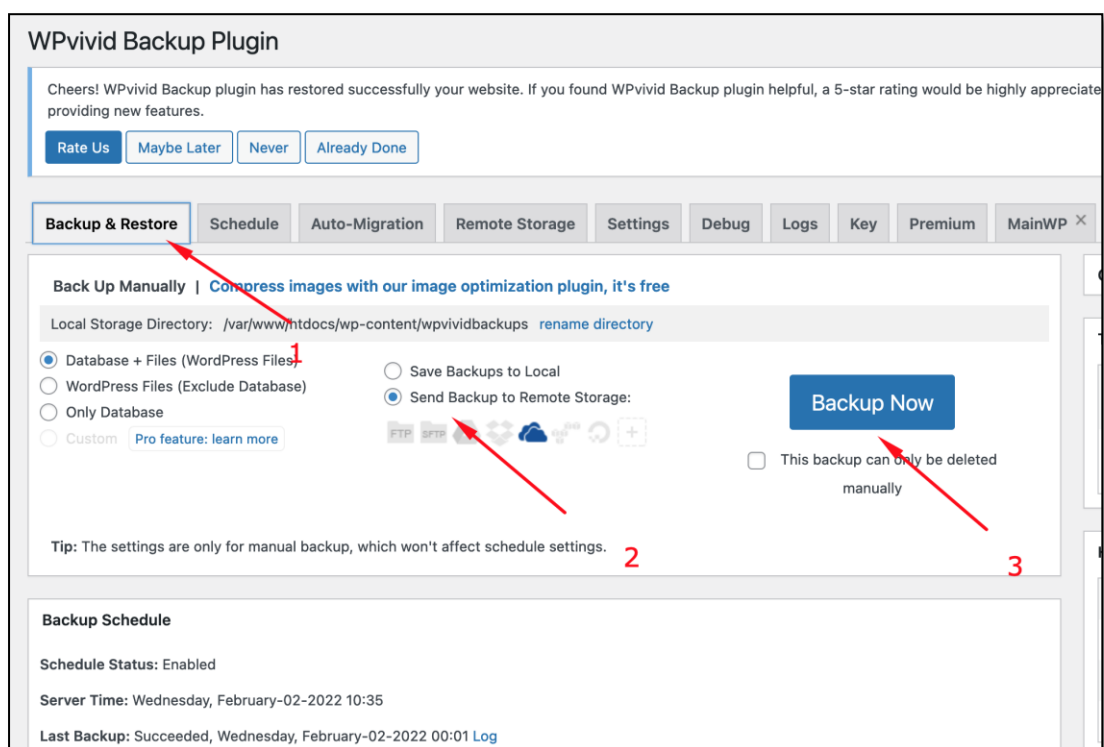 WPvivid Backup Plugin
Cheers! WPvivid Backup plugin has restored successfully your website. If you found WPvivid Backup plugin helpful, a 5-star rating would be highly appreciate
providing new features.
Rate Us Maybe Later Never Already Done
Backup & Restore Schedule Auto-Migration Remote Storage Settings Debug Logs Key Premium MainWP ×
Back Up Manually | Compress images with our image optimization plugin, it's free
Local Storage Directory: /var/www/htdocs/wp-content/wpvividbackups rename directory
1
Database + Files (WordPress Files)
WordPress Files (Exclude Database)
Only Database
Custom Pro feature: learn more
Save Backups to Local
Send Backup to Remote Storage:
FTP SFTP
Backup Now
This backup can only be deleted
manually
Tip: The settings are only for manual backup, which won't affect schedule settings.
2
3
Backup Schedule
Schedule Status: Enabled
Server Time: Wednesday, February-02-2022 10:35
Last Backup: Succeeded, Wednesday, February-02-2022 00:01 Log